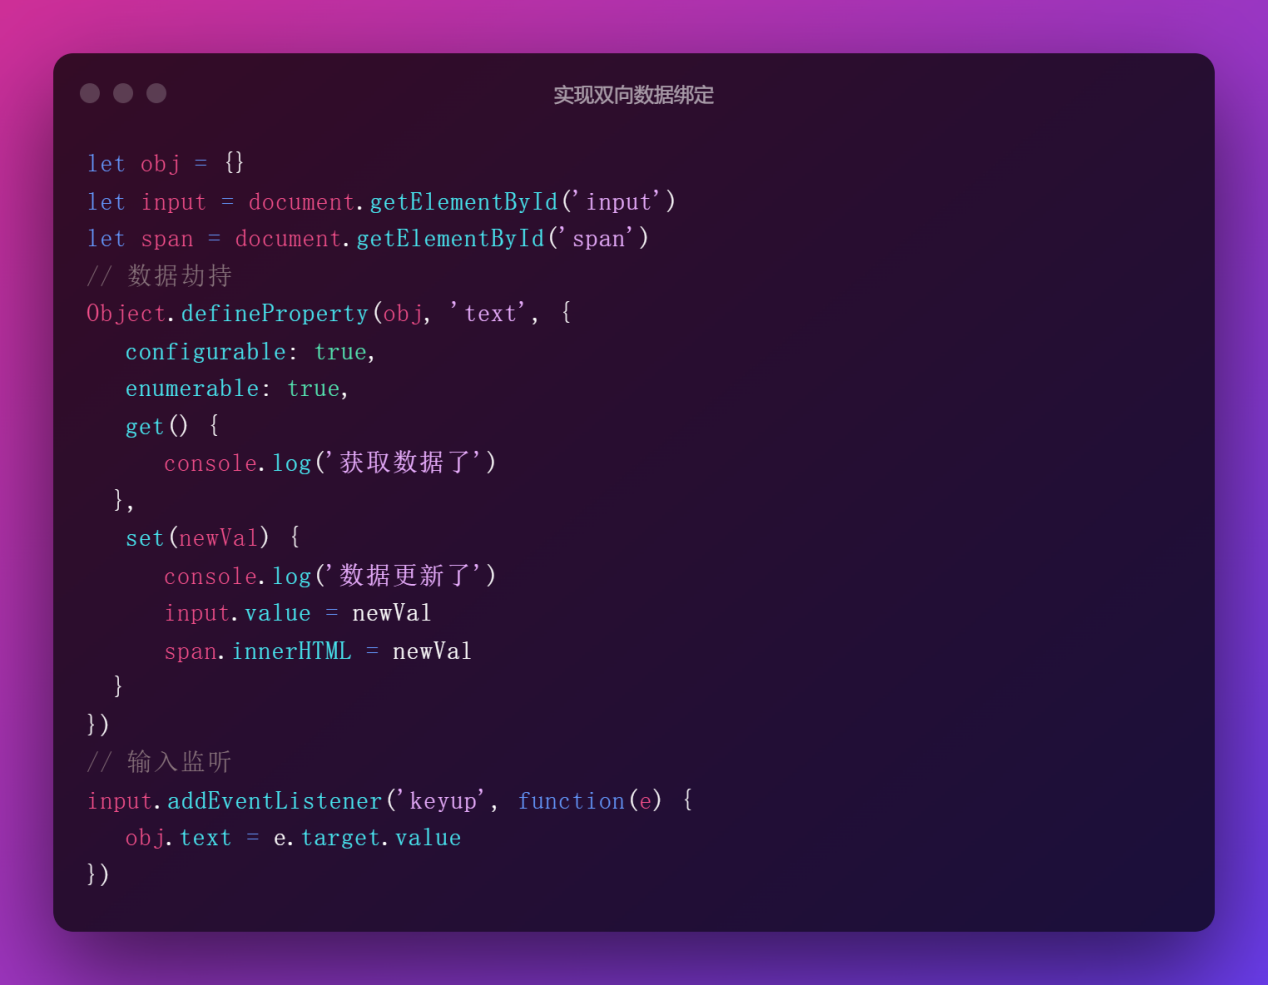 实现双向数据绑定
let obj = {}
let input = document.getElementById('input')
let span = document.getElementById('span')
// 数据劫持
Object.defineProperty(obj, 'text', {
   configurable: true,
   enumerable: true,
   get() {
      console.log('获取数据了')
  },
   set(newVal) {
      console.log('数据更新了')
      input.value = newVal
      span.innerHTML = newVal
  }
})
// 输入监听
input.addEventListener('keyup', function(e) {
   obj.text = e.target.value
})